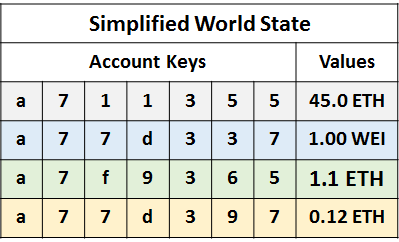 Simplified World State
Account Keys Values
a 7 1 1 3 5 5 45.0 ETH
a 7 7 d 3 3 7 1.00 WEI
a 7 f 9 3 6 5 1.1 ETH
a 7 7 d 3 9 7 0.12 ETH